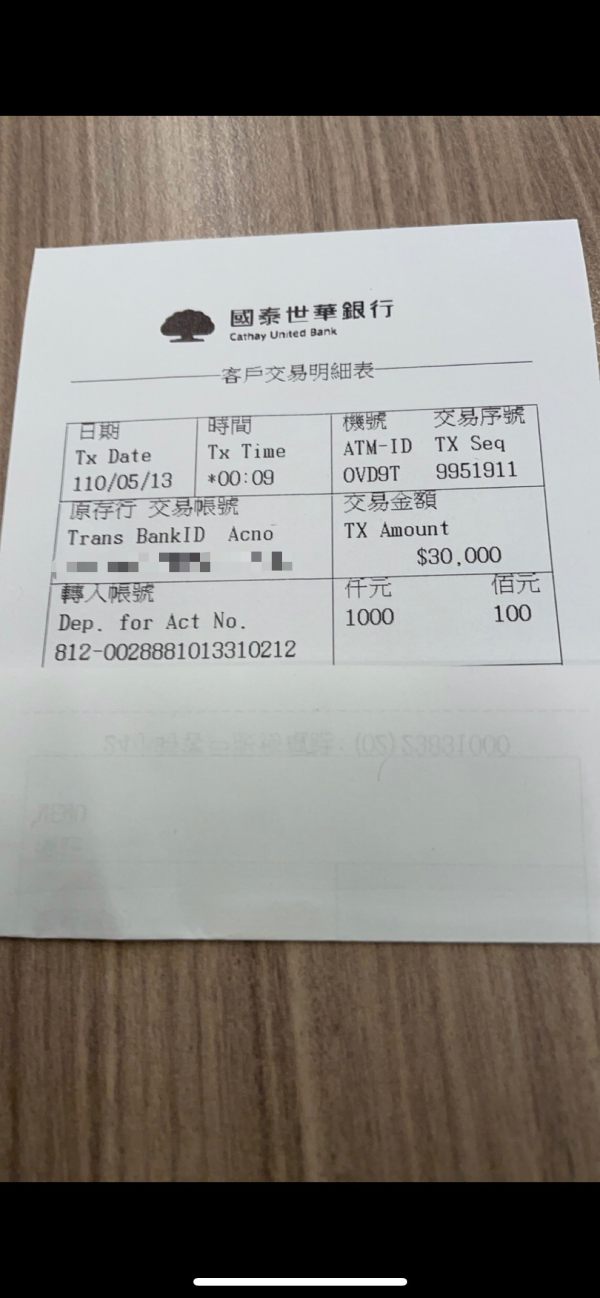 國泰世華銀行
Cathay United Bank
客戶交易明細表
日期 時間 機號 交易序號
Tx Date Tx Time ATM-ID TX Seq
110/05/13 *00:09 OVD9T 9951911
原存行 交易帳號 交易金額
Trans BankID Acno TX Amount
$30,000
轉入帳號 仟元 佰元
Dep. for Act No. 1000 100
812-0028881013310212
(02)23831000